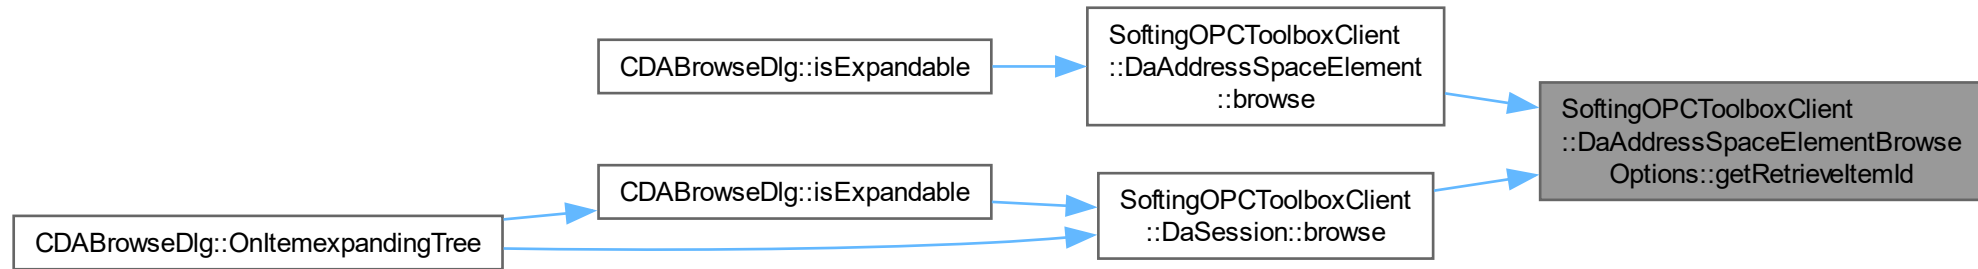 SoftingOPCToolboxClient
::DaAddressSpaceElement
::browse
CDABrowseDlg::isExpandable
SoftingOPCToolboxClient
::DaAddressSpaceElementBrowse
Options::getRetrieveItemId
CDABrowseDlg::isExpandable
SoftingOPCToolboxClient
::DaSession::browse
CDABrowseDlg::OnItemexpandingTree